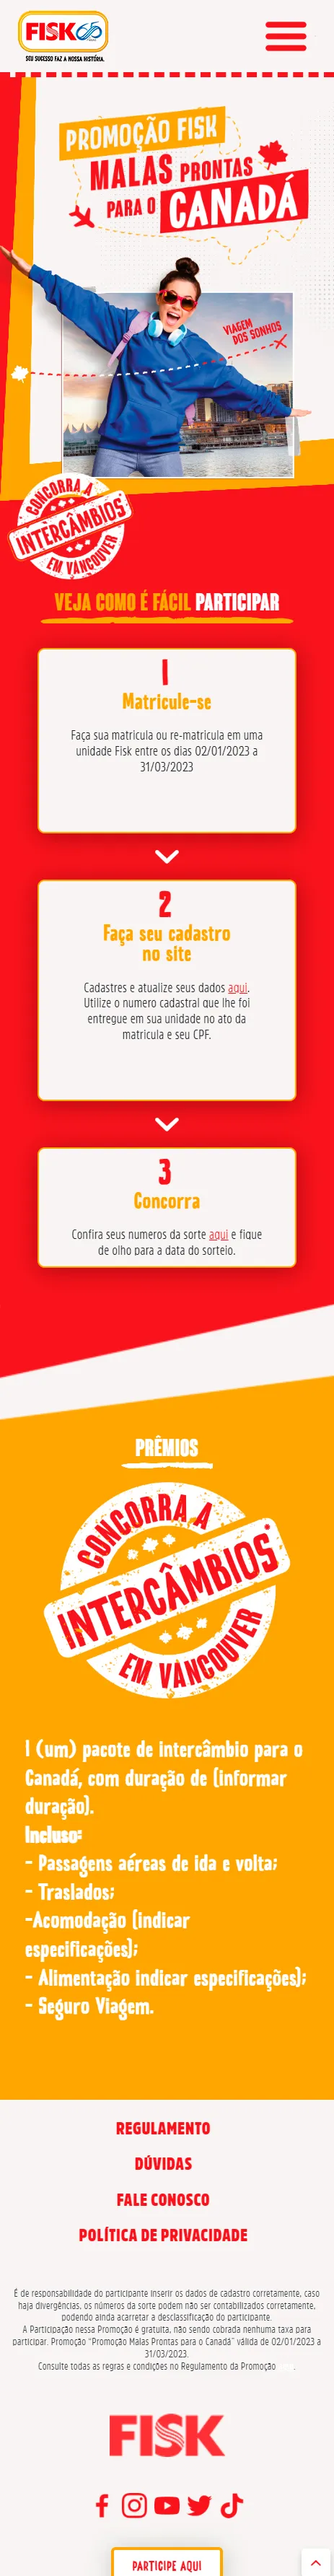 FISK
SEU SUCESSO FAZ A NOSSA HISTÓRIA.
PROMOÇÃO FISK
MALAS PRONTAS
PARA O CANADÁ
VIAGEM
DOS SONHOS
CONCORRA A
INTERCÂMBIOS
EM VANCOUVER
VEJA COMO É FÁCIL PARTICIPAR
1
Matricule-se
Faça sua matricula ou re-matricula em uma
unidade Fisk entre os dias 02/01/2023 a
31/03/2023
2
Faça seu cadastro
no site
Cadastres e atualize seus dados aqui.
Utilize o numero cadastral que lhe foi
entregue em sua unidade no ato da
matricula e seu CPF.
3
Concorra
Confira seus numeros da sorte aqui e fique
de olho para a data do sorteio.
PRÊMIOS
CONCORRA A
INTERCÂMBIOS*
EM VANCOUVER
1 (um) pacote de intercâmbio para o
Canadá, com duração de (informar
duração).
Incluso:
- Passagens aéreas de ida e volta;
- Traslados;
-Acomodação (indicar
especificações);
- Alimentação indicar especificações);
- Seguro Viagem.
REGULAMENTO
DÚVIDAS
FALE CONOSCO
POLÍTICA DE PRIVACIDADE
É de responsabilidade do participante inserir os dados de cadastro corretamente, caso
haja divergências, os números da sorte podem não ser contabilizados corretamente,
podendo ainda acarretar a desclassificação do participante.
A Participação nessa Promoção é gratuita, não sendo cobrada nenhuma taxa para
participar. Promoção "Promoção Malas Prontas para o Canadá" válida de 02/01/2023 a
31/03/2023.
Consulte todas as regras e condições no Regulamento da Promoção .
FISK
PARTICIPE AQUI